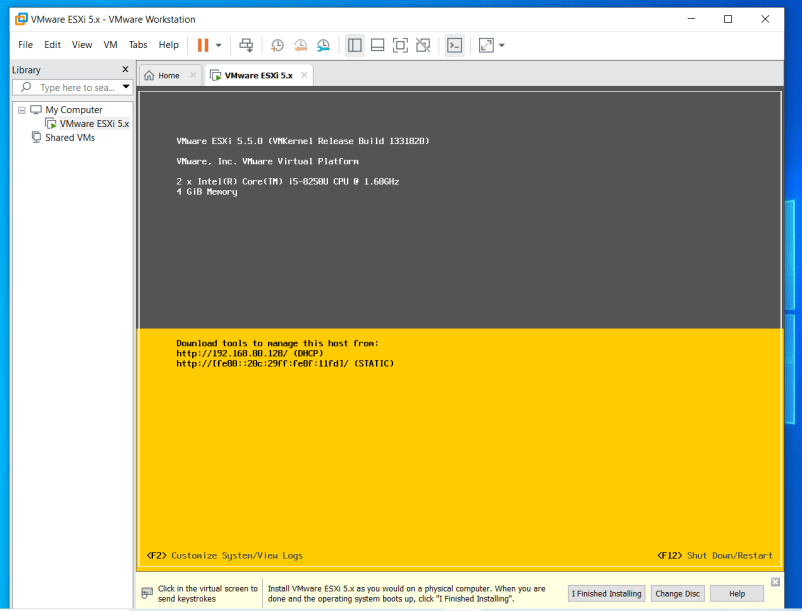 VMware ESXi 5.x - VMware Workstation
File Edit View VM Tabs Help
Library X
Type here to sea...
My Computer
VMware ESXi 5.x
Shared VMs
Home
VMware ESXi 5.x
VMware ESXi 5.5.0 (VMKernel Release Build 1331820)
VMware, Inc. VMware Virtual Platform
2 x Intel(R) Core(TM) i5-8250U CPU @ 1.60GHz
4 GiB Memory
Download tools to manage this host from:
http://192.168.80.128/ (DHCP)
http://[fe80::20c:29ff:fe8f:11fd]/ (STATIC)
<F2> Customize System/View Logs
<F12> Shut Down/Restart
Click in the virtual screen to
send keystrokes
Install VMware ESXi 5.x as you would on a physical computer. When you are
done and the operating system boots up, click "I Finished Installing".
I Finished Installing
Change Disc
Help